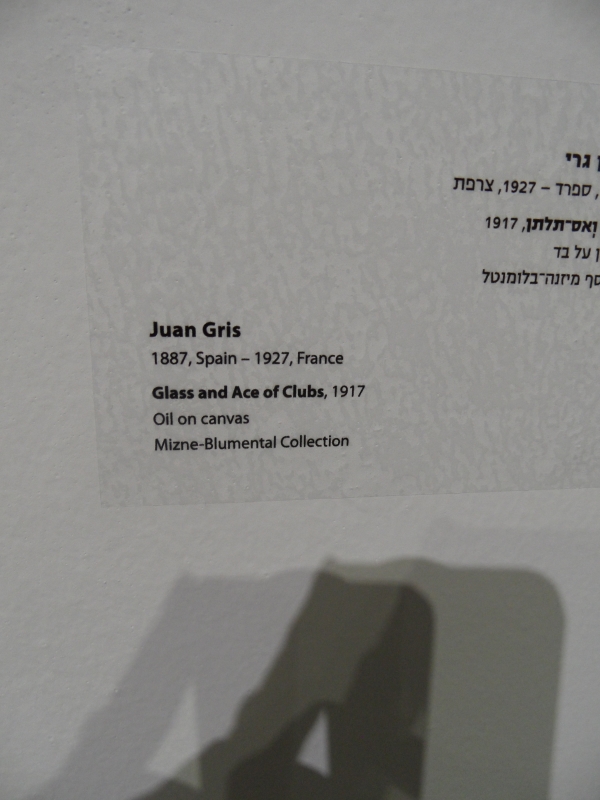 גרי
ספרד – 1927, צרפת
וְאס־תלתן, 1917
על בד
מיזנה־בלומנטל
Juan Gris
1887, Spain – 1927, France
Glass and Ace of Clubs, 1917
Oil on canvas
Mizne-Blumental Collection